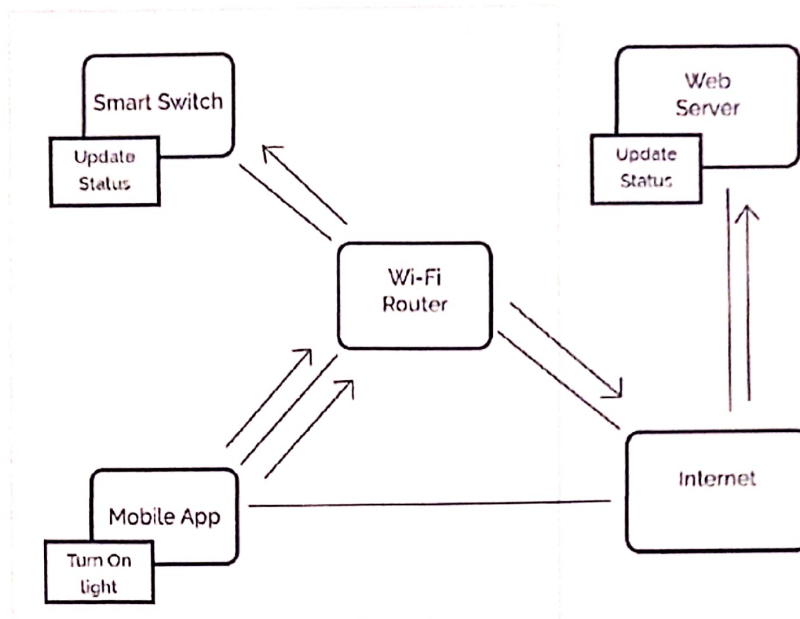 Smart Switch
Update
Status
Web
Server
Update
Status
Wi-Fi
Router
Mobile App
Turn On
light
Internet